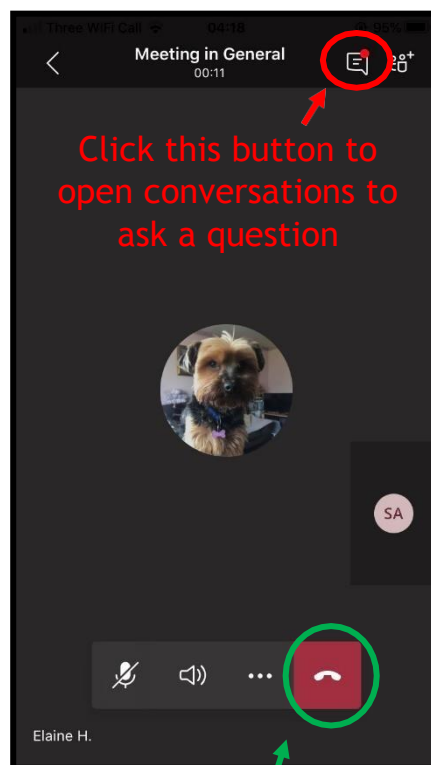 Three WiFi Call 04:18 95%
Meeting in General
00:11
Click this button to
open conversations to
ask a question
SA
Elaine H.